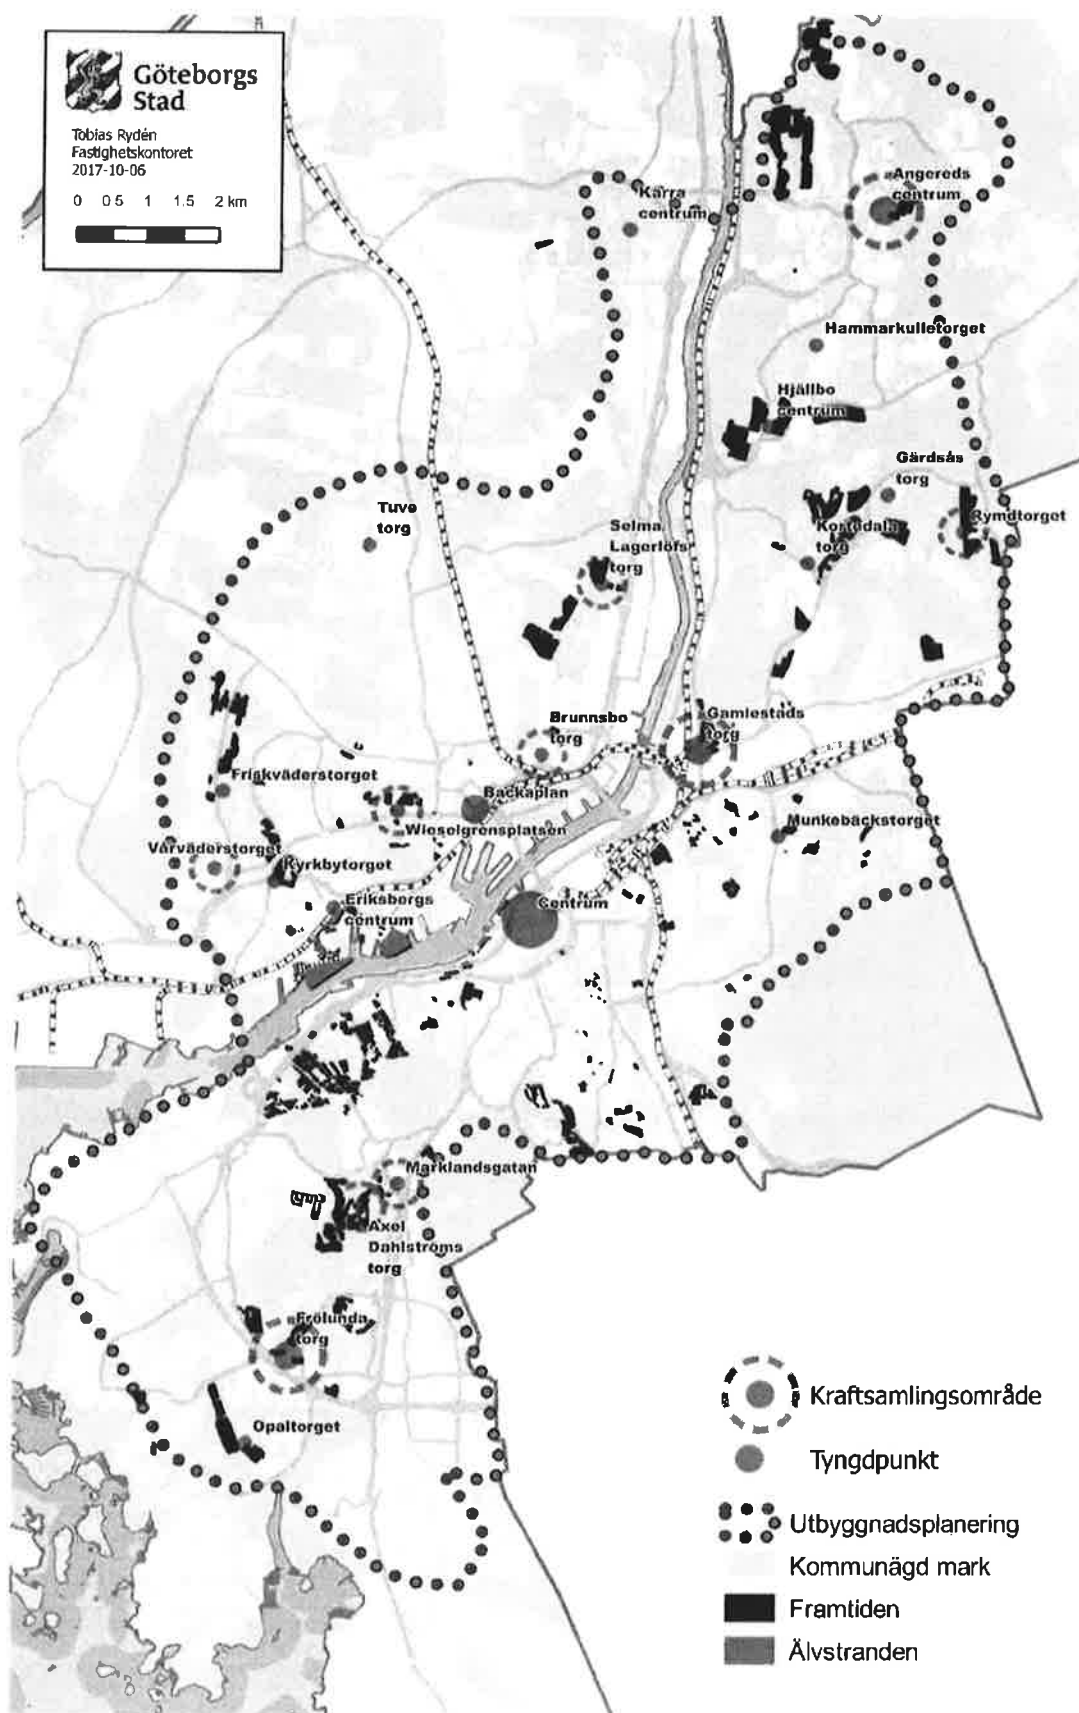 Göteborgs
Stad
Tobias Rydén
Fastighetskontoret
2017-10-06
0 0 5 1 1.5 2 km
Angereds
centrum
Kärra
centrum
Hammarkulletorget
Hjällbo
centrum
Gärdsås
torg
Tuve
torg
Selma
Lagerlöfs
torg
Kortedala
torg
Rymdtorget
Brunnsbo
torg
Gamlestads
torg
Friskväderstorget
Backaplan
Wieselgrensplatsen
Munkebäckstorget
Vårväderstorget
Kyrkbytorget
Eriksbergs
centrum
Centrum
Marklandsgatan
Axel
Dahlströms
torg
Frölunda
torg
Opaltorget
Kraftsamlingsområde
Tyngdpunkt
Utbyggnadsplanering
Kommunägd mark
Framtiden
Älvstranden